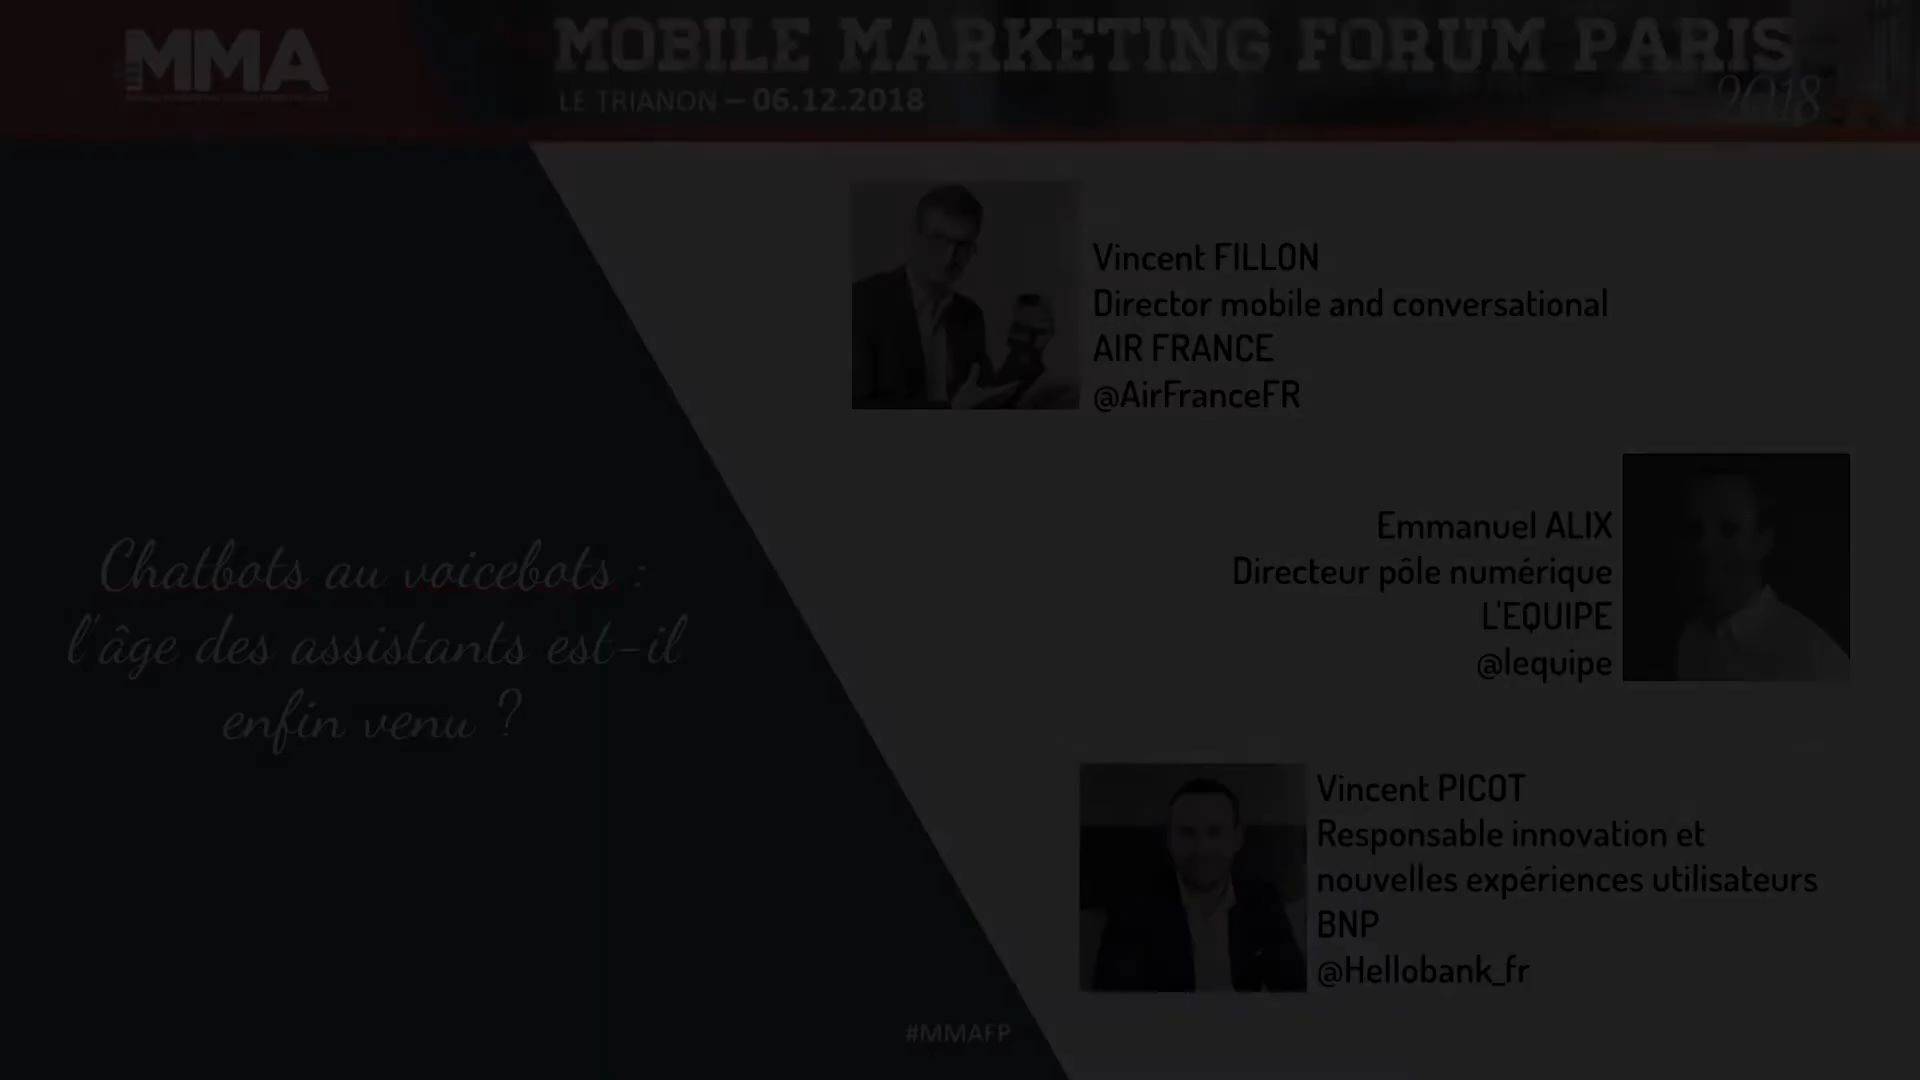 MMA
MOBILE MARKETING FORUM PARIS
2018
LE TRIANON – 06.12.2018
Vincent FILLON
Director mobile and conversational
AIR FRANCE
@AirFranceFR
Emmanuel ALIX
Directeur pôle numérique
L'EQUIPE
@lequipe
Chatbots au voicebots :
l'âge des assistants est-il
enfin venu ?
Vincent PICOT
Responsable innovation et
nouvelles expériences utilisateurs
BNP
@Hellobank_fr
#MMAFP